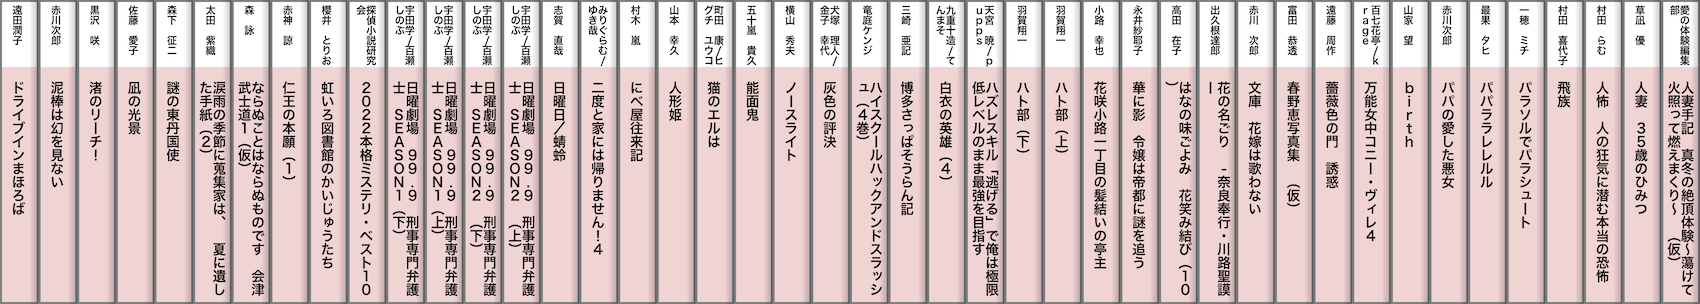 愛の体験編集
部
人妻手記　真冬の絶頂体験～蕩けて
火照って燃えまくり～　（仮）
草凪　優
人妻　３５歳のひみつ
村田　らむ
人怖　人の狂気に潜む本当の恐怖
村田　喜代子
飛族
一穂　ミチ
パラソルでパラシュート
最果　タヒ
パパララレレルル
赤川次郎
パパの愛した悪女
山家　望
ｂｉｒｔｈ
百七花亭／ｋ
ｒａｇｅ
万能女中コニー・ヴィレ４
遠藤　周作
薔薇色の門　誘惑
富田　恭透
春野恵写真集　（仮）
赤川　次郎
文庫　花嫁は歌わない
出久根達郎
花の名ごり　－奈良奉行・川路聖謨
－
高田　在子
はなの味ごよみ　花笑み結び（１０
）
永井紗耶子
華に影　令嬢は帝都に謎を追う
小路　幸也
花咲小路一丁目の髪結いの亭主
羽賀翔一
ハト部（上）
羽賀翔一
ハト部（下）
天宮　暁／ｐ
ｕｐｐｓ
ハズレスキル「逃げる」で俺は極限
低レベルのまま最強を目指す
九重十造／て
んまそ
白衣の英雄（４）
三崎　亜記
博多さっぱそうらん記
竜庭ケンジ
ハイスクールハックアンドスラッシ
ュ（４巻）
犬塚　理人／
金子　幸代
灰色の評決
横山　秀夫
ノースライト
五十嵐　貴久
能面鬼
町田　康／ヒ
グチ　ユウコ
猫のエルは
山本　幸久
人形姫
村木　嵐
にべ屋往来記
みりぐらむ／
ゆき哉
二度と家には帰りません！４
志賀　直哉
日曜日／蜻蛉
宇田学／百瀬
しのぶ
日曜劇場　９９．９　刑事専門弁護
士　ＳＥＡＳＯＮ２　（上）
宇田学／百瀬
しのぶ
日曜劇場　９９．９　刑事専門弁護
士　ＳＥＡＳＯＮ２　（下）
宇田学／百瀬
しのぶ
日曜劇場　９９．９　刑事専門弁護
士　ＳＥＡＳＯＮ１（上）
宇田学／百瀬
しのぶ
日曜劇場　９９．９　刑事専門弁護
士　ＳＥＡＳＯＮ１（下）
探偵小説研究
会
２０２２本格ミステリ・ベスト１０
櫻井　とりお
虹いろ図書館のかいじゅうたち
赤神　諒
仁王の本願（１）
森　詠
ならぬことはならぬものです　会津
武士道１（仮）
太田　紫織
涙雨の季節に蒐集家は、　夏に遺し
た手紙（２）
森下　征二
謎の東丹国使
佐藤　愛子
凪の光景
黒沢　咲
渚のリーチ！
赤川次郎
泥棒は幻を見ない
遠田潤子
ドライブインまほろば